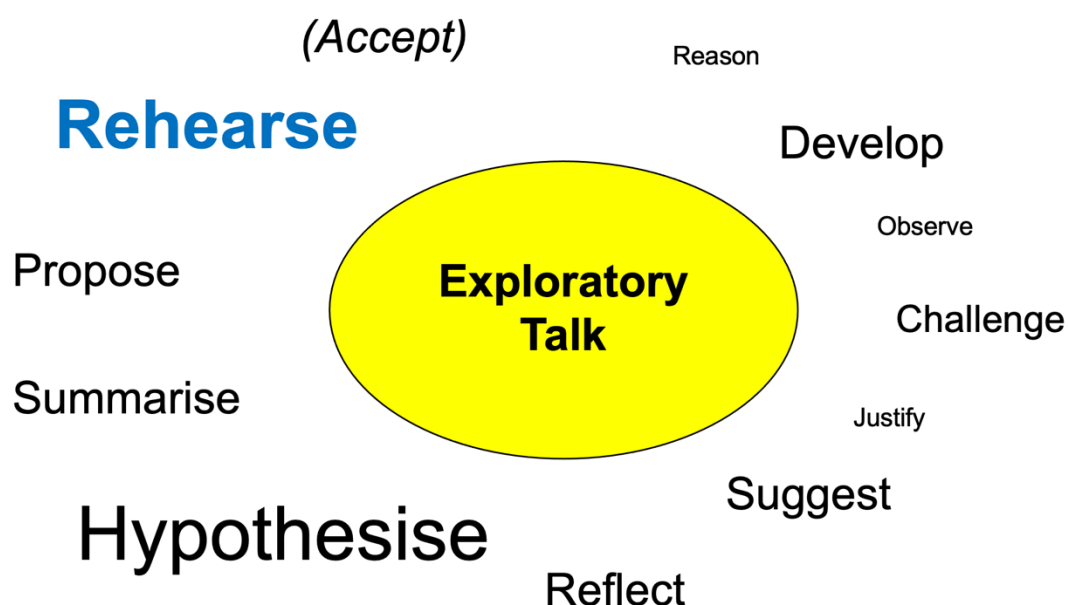 (Accept)
Reason
Rehearse
Develop
Observe
Propose
Exploratory
Talk
Challenge
Summarise
Justify
Suggest
Hypothesise
Reflect